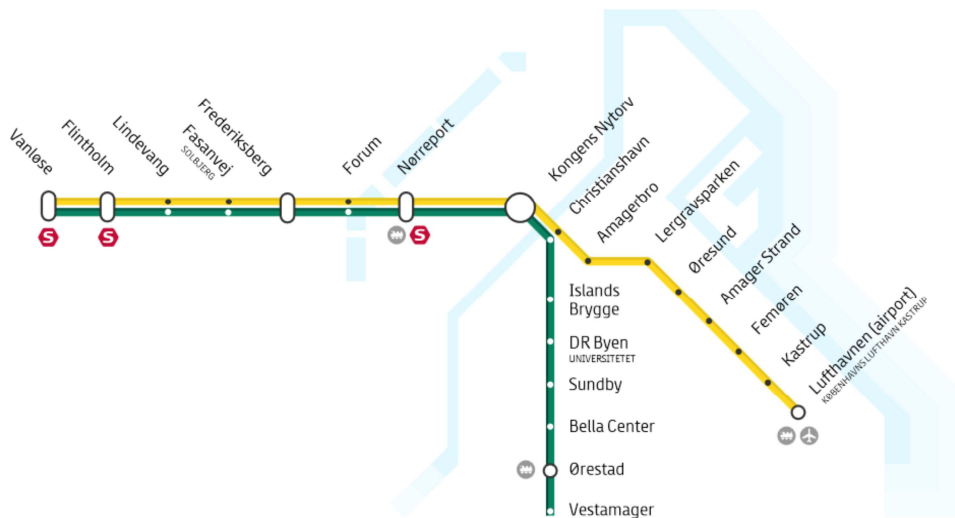 Vanløse
Flintholm
Lindevang
Fasanvej
SOLBJERG
Frederiksberg
Forum
Nørreport
Kongens Nytorv
Christianshavn
Amagerbro
Lergravsparken
Øresund
Amager Strand
Femøren
Kastrup
Lufthavnen (airport)
KØBENHAVNS LUFTHAVN KASTRUP
Islands
Brygge
DR Byen
UNIVERSITETET
Sundby
Bella Center
Ørestad
Vestamager
S
S
S